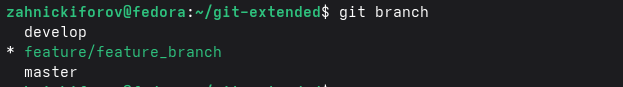 zahnickiforov@fedora:~/git-extended$ git branch
  develop
* feature/feature_branch
  master